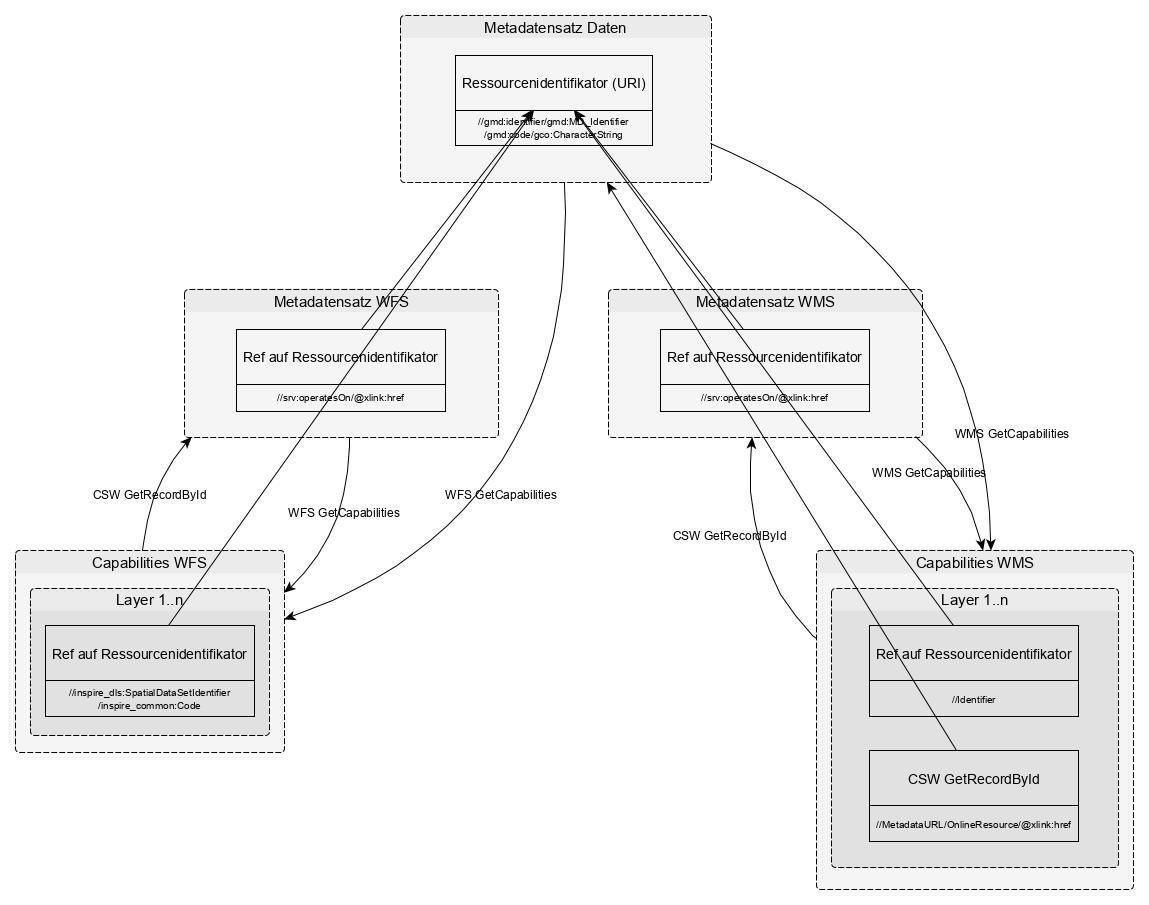 Metadatensatz Daten
Ressourcenidentifikator (URI)
//gmd:identifier/gmd:MD_Identifier
/gmd:code/gco:CharacterString
Metadatensatz WFS
Ref auf Ressourcenidentifikator
//srv:operatesOn/@xlink:href
Metadatensatz WMS
Ref auf Ressourcenidentifikator
//srv:operatesOn/@xlink:href
WMS GetCapabilities
WMS GetCapabilities
CSW GetRecordById
WFS GetCapabilities
WFS GetCapabilities
CSW GetRecordById
Capabilities WFS
Layer 1..n
Ref auf Ressourcenidentifikator
//inspire_dls:SpatialDataSetIdentifier
/inspire_common:Code
Capabilities WMS
Layer 1..n
Ref auf Ressourcenidentifikator
//Identifier
CSW GetRecordById
//MetadataURL/OnlineResource/@xlink:href